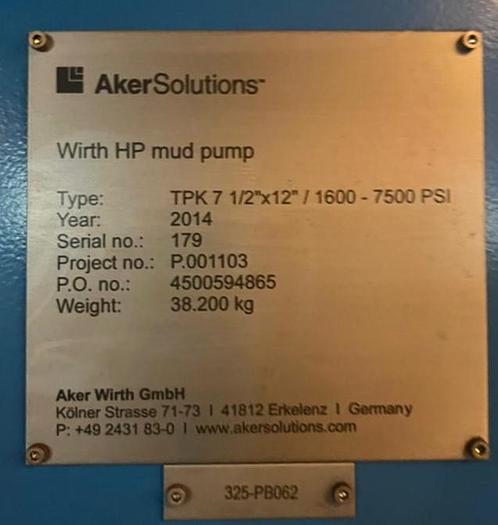 AkerSolutions™
Wirth HP mud pump
Type: TPK 7 1/2"x12" / 1600 - 7500 PSI
Year: 2014
Serial no.: 179
Project no.: P.001103
P.O. no.: 4500594865
Weight: 38.200 kg
Aker Wirth GmbH
Kölner Strasse 71-73 I 41812 Erkelenz I Germany
P: +49 2431 83-0 I www.akersolutions.com
325-PB062